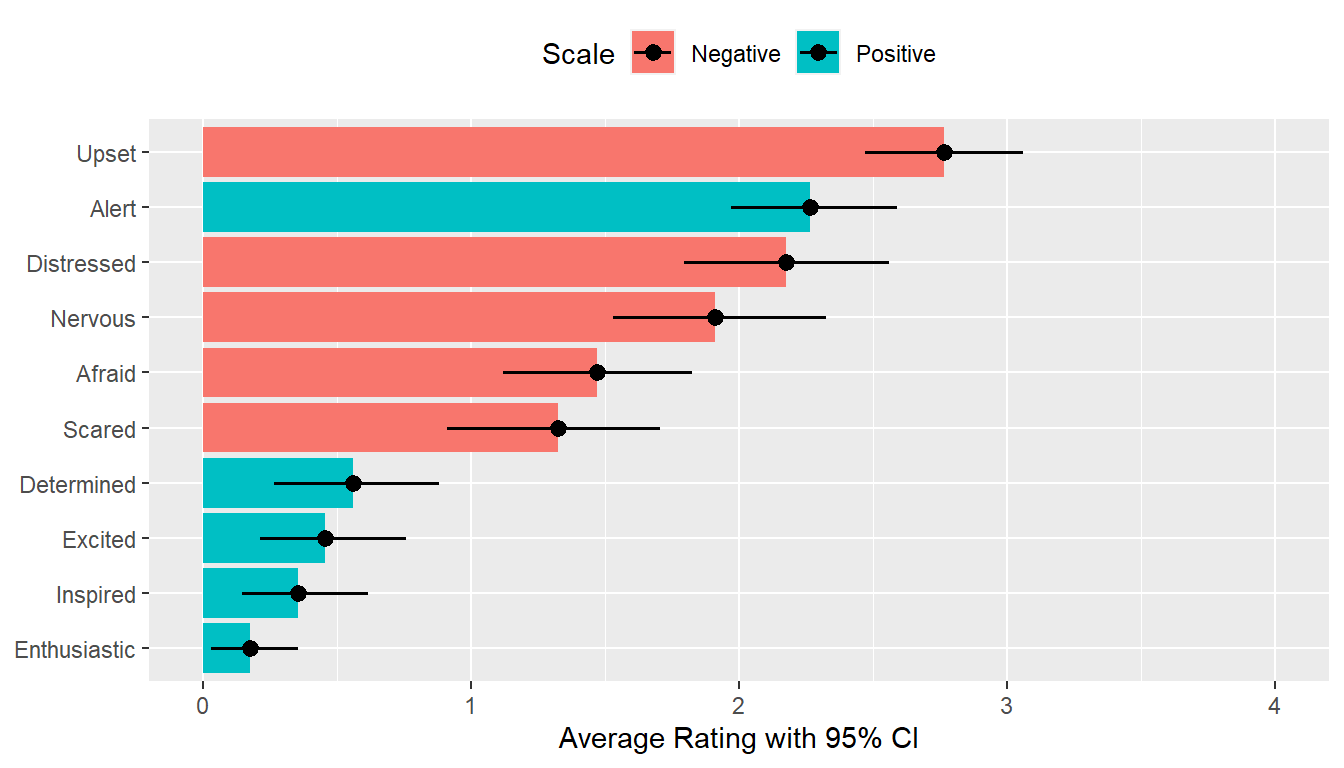 Scale Negative Positive
Upset
Alert
Distressed
Nervous
Afraid
Scared
Determined
Excited
Inspired
Enthusiastic
0 1 2 3 4
Average Rating with 95% CI